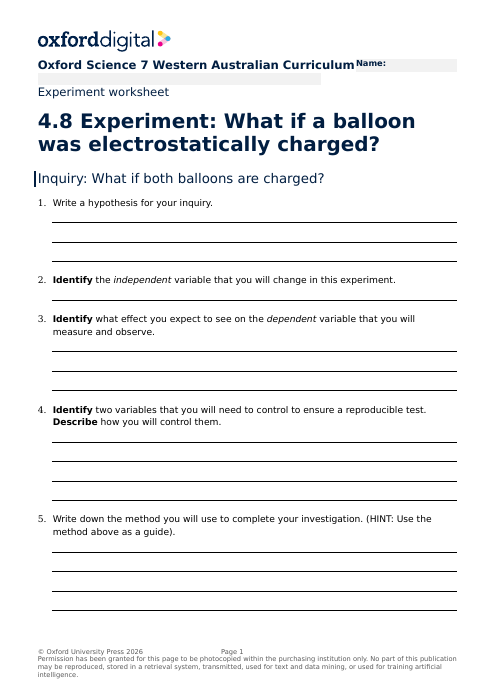 oxforddigital
Oxford Science 7 Western Australian Curriculum Name:
Experiment worksheet
4.8 Experiment: What if a balloon
was electrostatically charged?
Inquiry: What if both balloons are charged?
1. Write a hypothesis for your inquiry.
2. Identify the independent variable that you will change in this experiment.
3. Identify what effect you expect to see on the dependent variable that you will
measure and observe.
4. Identify two variables that you will need to control to ensure a reproducible test.
Describe how you will control them.
5. Write down the method you will use to complete your investigation. (HINT: Use the
method above as a guide).
© Oxford University Press 2026 Page 1
Permission has been granted for this page to be photocopied within the purchasing institution only. No part of this publication
may be reproduced, stored in a retrieval system, transmitted, used for text and data mining, or used for training artificial
intelligence.